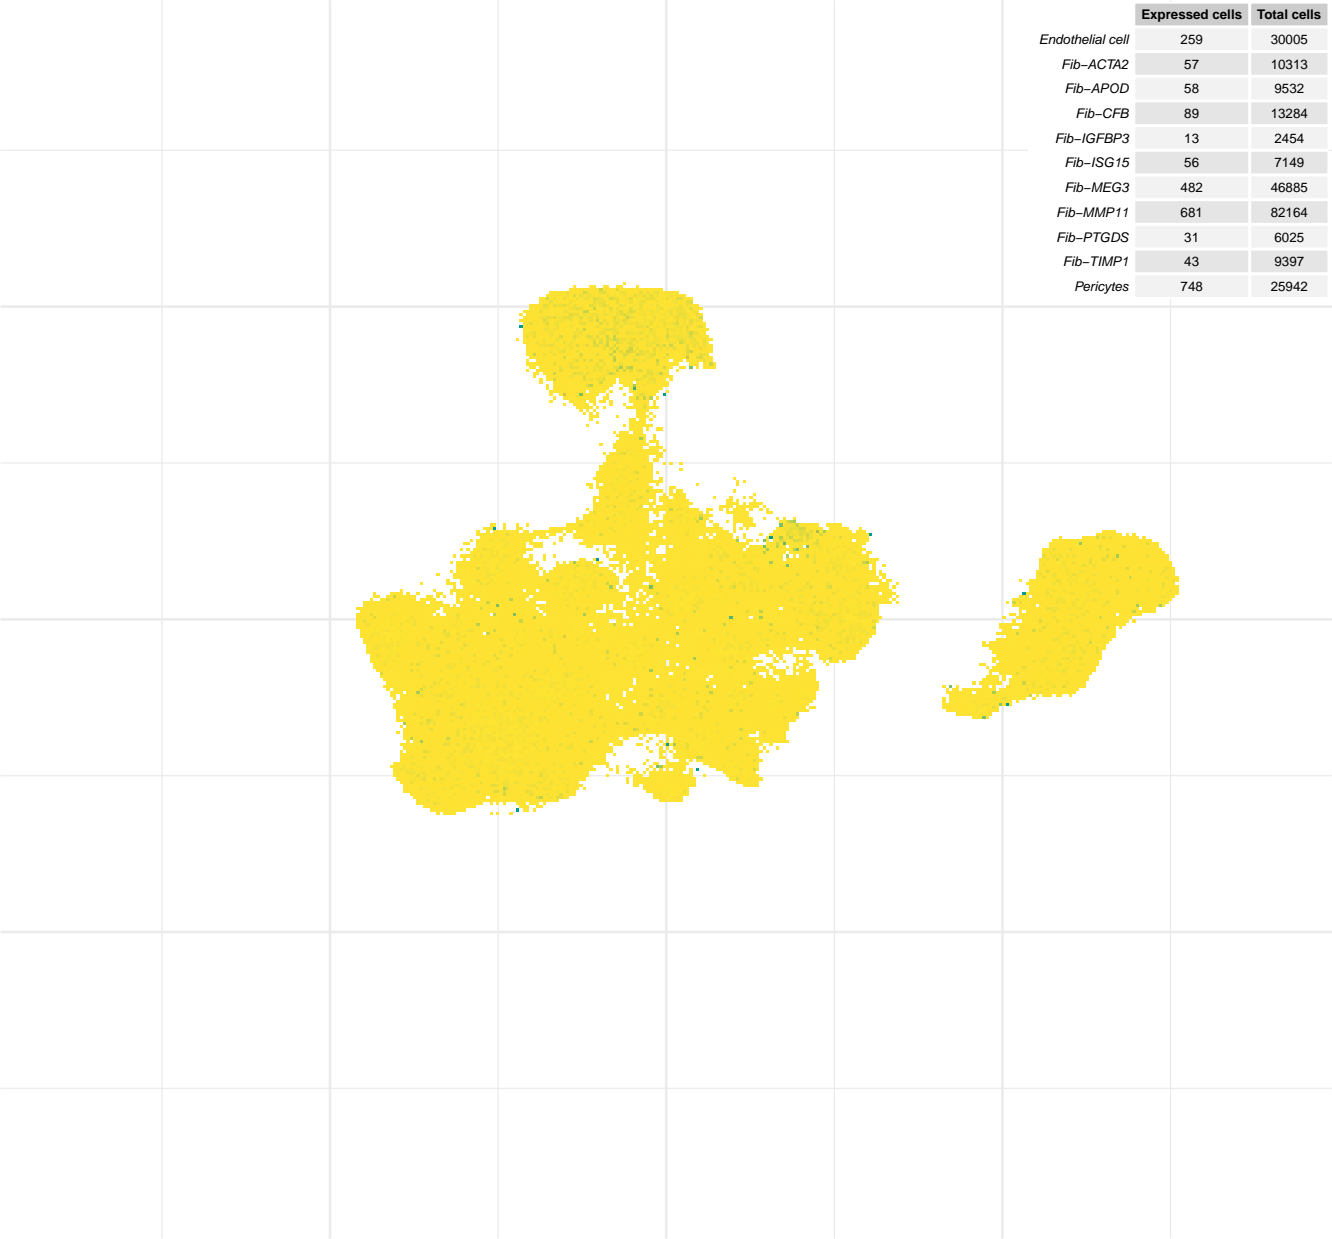 Expressed cells Total cells
Endothelial cell 259 30005
Fib−ACTA2 57 10313
Fib−APOD 58 9532
Fib−CFB 89 13284
Fib−IGFBP3 13 2454
Fib−ISG15 56 7149
Fib−MEG3 482 46885
Fib−MMP11 681 82164
Fib−PTGDS 31 6025
Fib−TIMP1 43 9397
Pericytes 748 25942